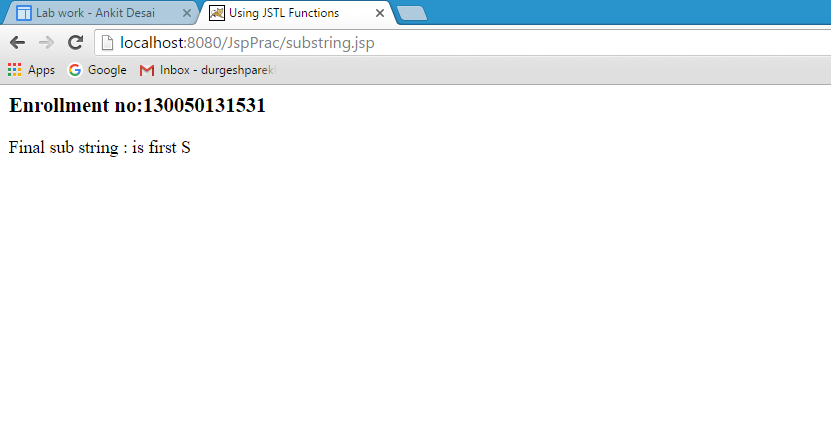 Lab work - Ankit Desai
Using JSTL Functions
localhost:8080/JspPrac/substring.jsp
Apps
Google
Inbox - durgeshparek
Enrollment no:130050131531
Final sub string : is first S